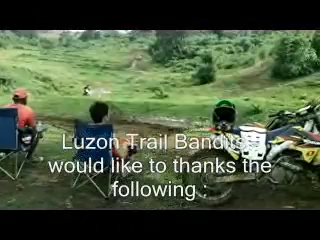 Luzon Trail Bandits
would like to thanks the
following :